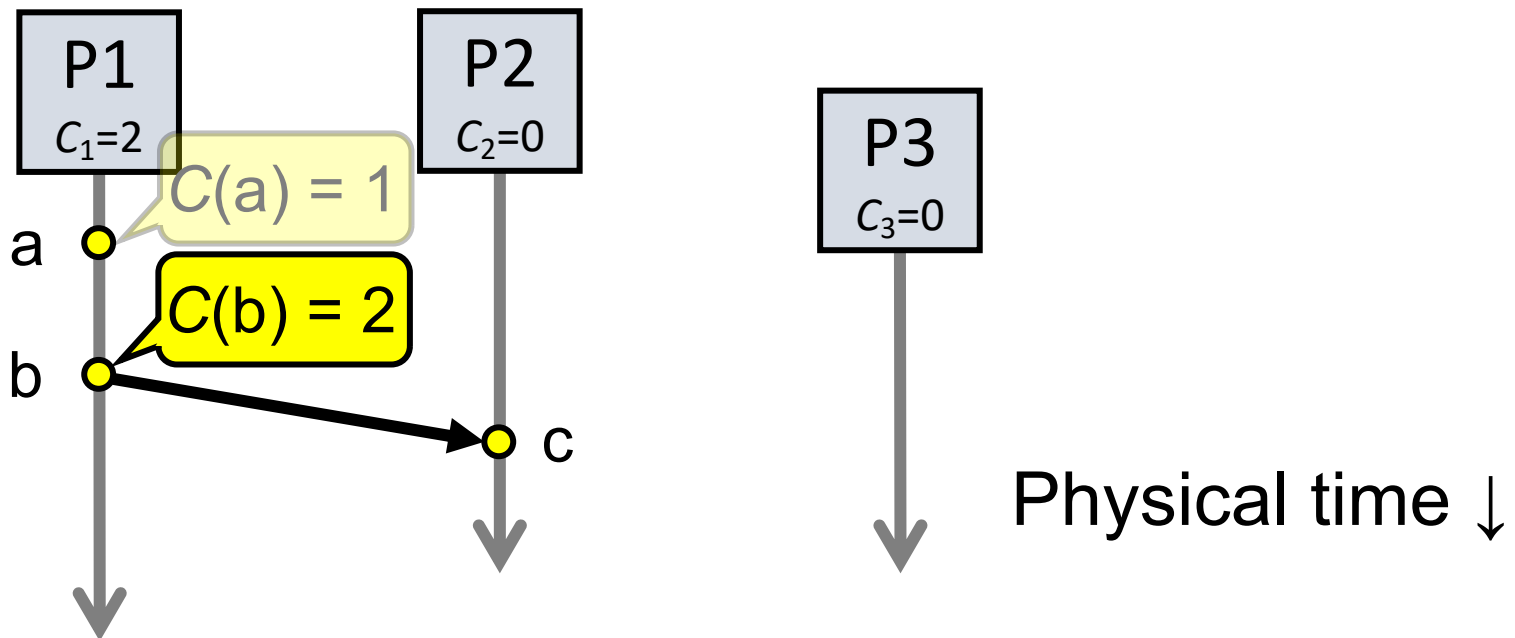 P1
C₁=2
P2
C₂=0
P3
C₃=0
C(a) = 1
a
C(b) = 2
b
c
Physical time ↓